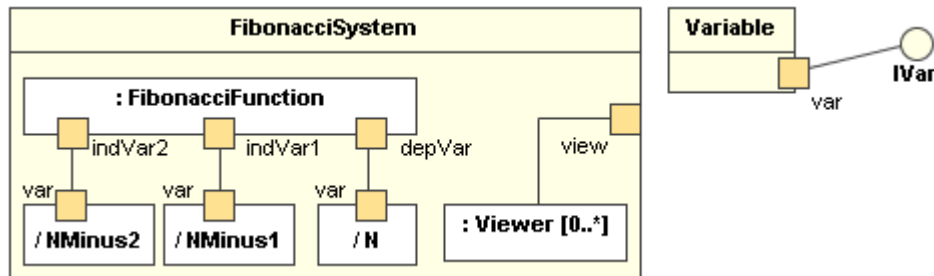 FibonacciSystem
Variable
IVar
var
: FibonacciFunction
indVar2
indVar1
depVar
view
var
var
var
/ NMinus2
/ NMinus1
/ N
: Viewer [0..*]